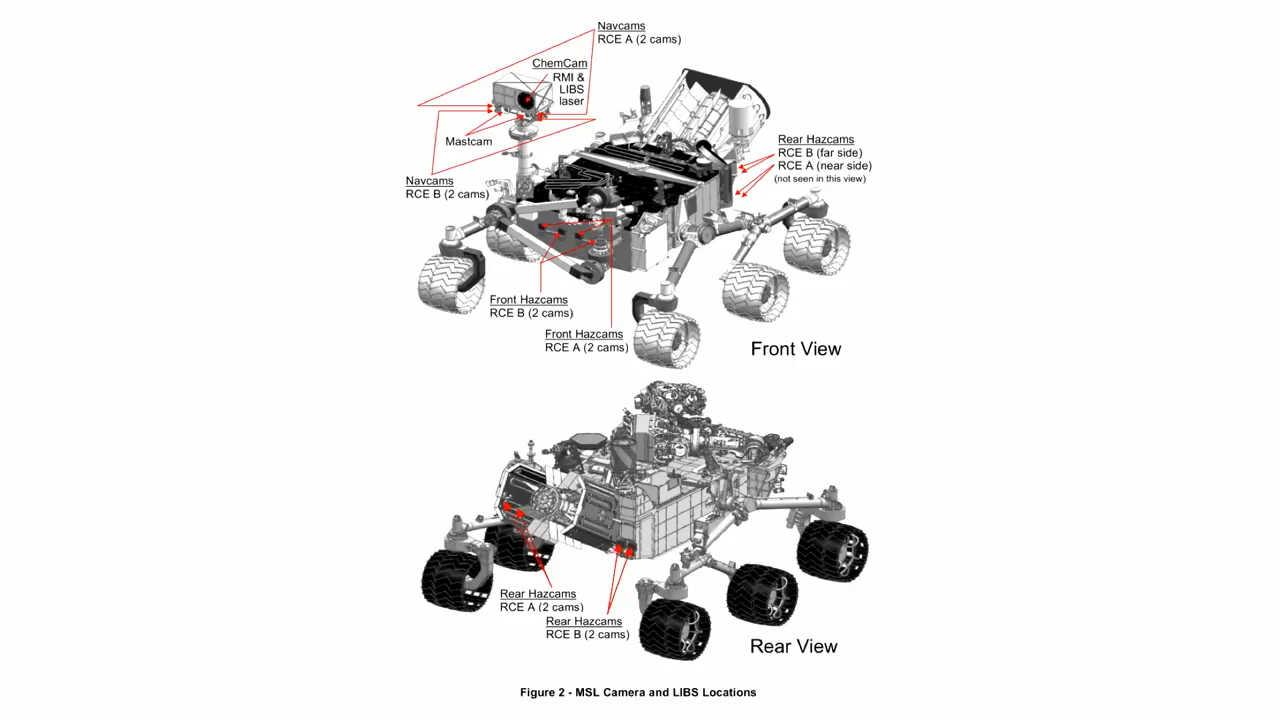 Navcams
RCE A (2 cams)
ChemCam
RMI &
LIBS
laser
Mastcam
Navcams
RCE B (2 cams)
Rear Hazcams
RCE B (far side)
RCE A (near side)
(not seen in this view)
Front Hazcams
RCE B (2 cams)
Front Hazcams
RCE A (2 cams)
Front View
Rear Hazcams
RCE A (2 cams)
Rear Hazcams
RCE B (2 cams)
Rear View
Figure 2 - MSL Camera and LIBS Locations